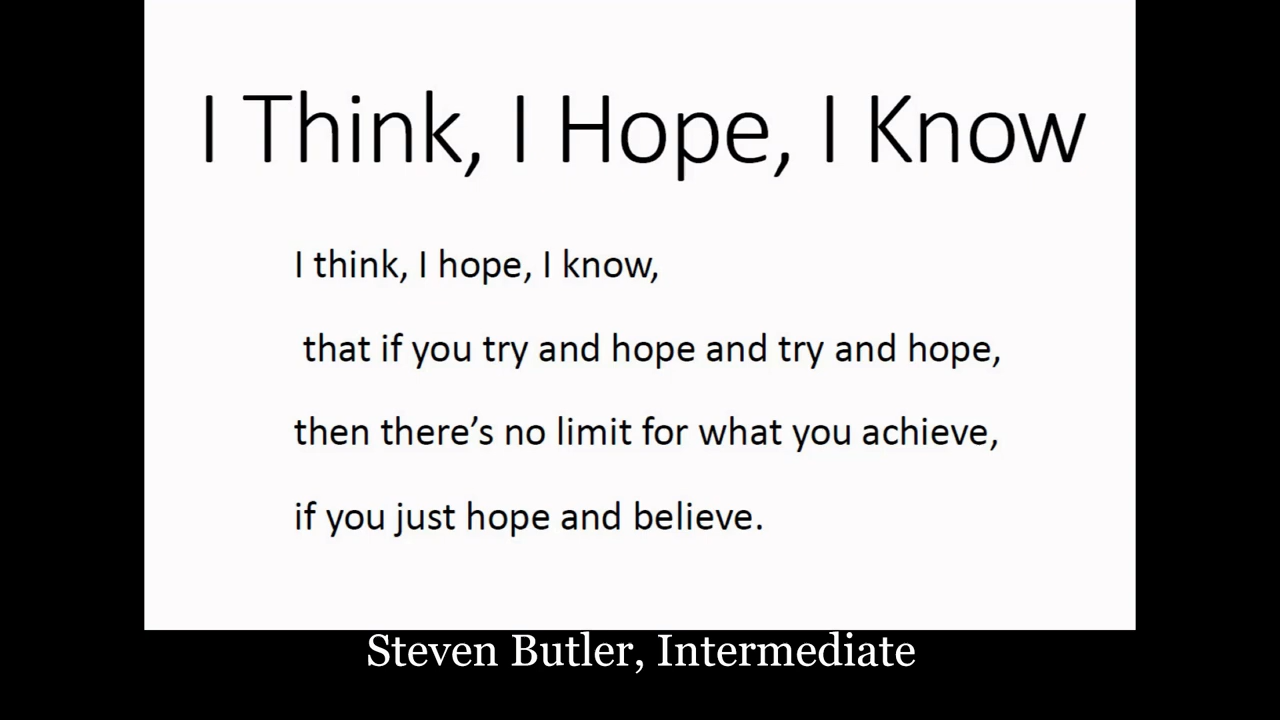 I Think, I Hope, I Know
I think, I hope, I know,
that if you try and hope and try and hope,
then there’s no limit for what you achieve,
if you just hope and believe.
Steven Butler, Intermediate